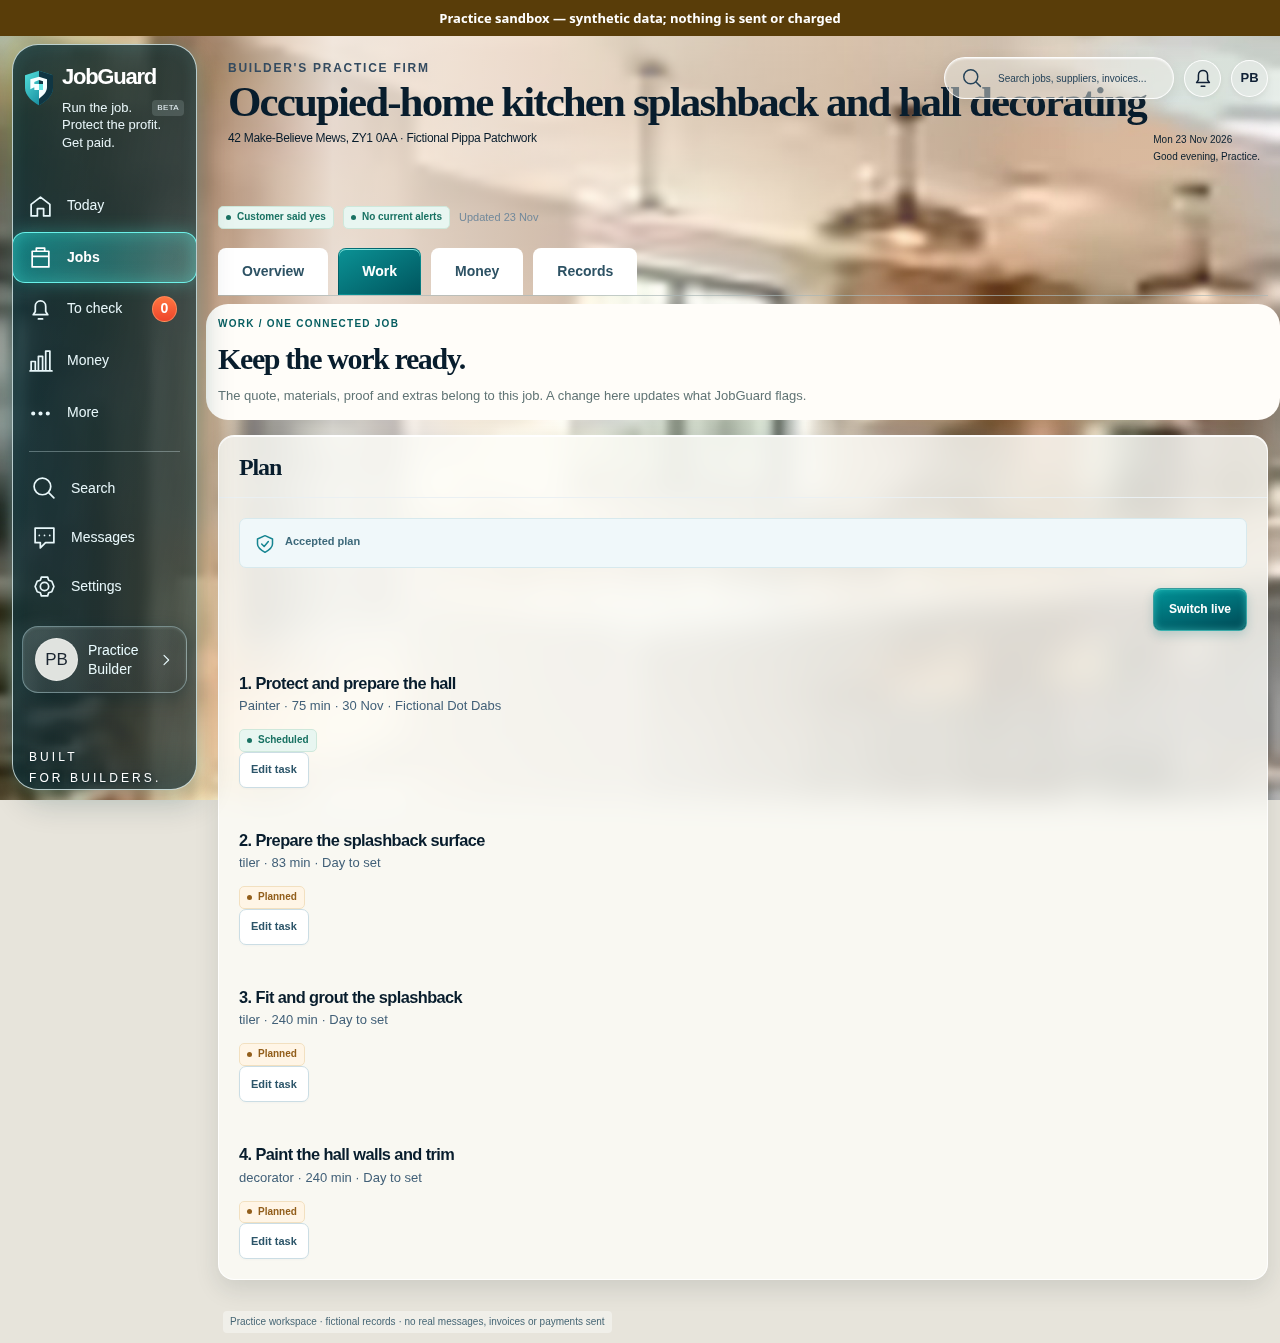 Practice sandbox — synthetic data; nothing is sent or charged
JobGuard
Run the job.
BETA
Protect the profit.
Get paid.
Today
Jobs
To check
0
Money
More
Search
Messages
Settings
PB
Practice
Builder
BUILT
FOR BUILDERS.
BUILDER'S PRACTICE FIRM
Occupied-home kitchen splashback and hall decorating
42 Make-Believe Mews, ZY1 0AA · Fictional Pippa Patchwork
Search jobs, suppliers, invoices...
PB
Mon 23 Nov 2026
Good evening, Practice.
Customer said yes
No current alerts
Updated 23 Nov
Overview
Work
Money
Records
WORK / ONE CONNECTED JOB
Keep the work ready.
The quote, materials, proof and extras belong to this job. A change here updates what JobGuard flags.
Plan
Accepted plan
Switch live
1. Protect and prepare the hall
Painter · 75 min · 30 Nov · Fictional Dot Dabs
Scheduled
Edit task
2. Prepare the splashback surface
tiler · 83 min · Day to set
Planned
Edit task
3. Fit and grout the splashback
tiler · 240 min · Day to set
Planned
Edit task
4. Paint the hall walls and trim
decorator · 240 min · Day to set
Planned
Edit task
Practice workspace · fictional records · no real messages, invoices or payments sent